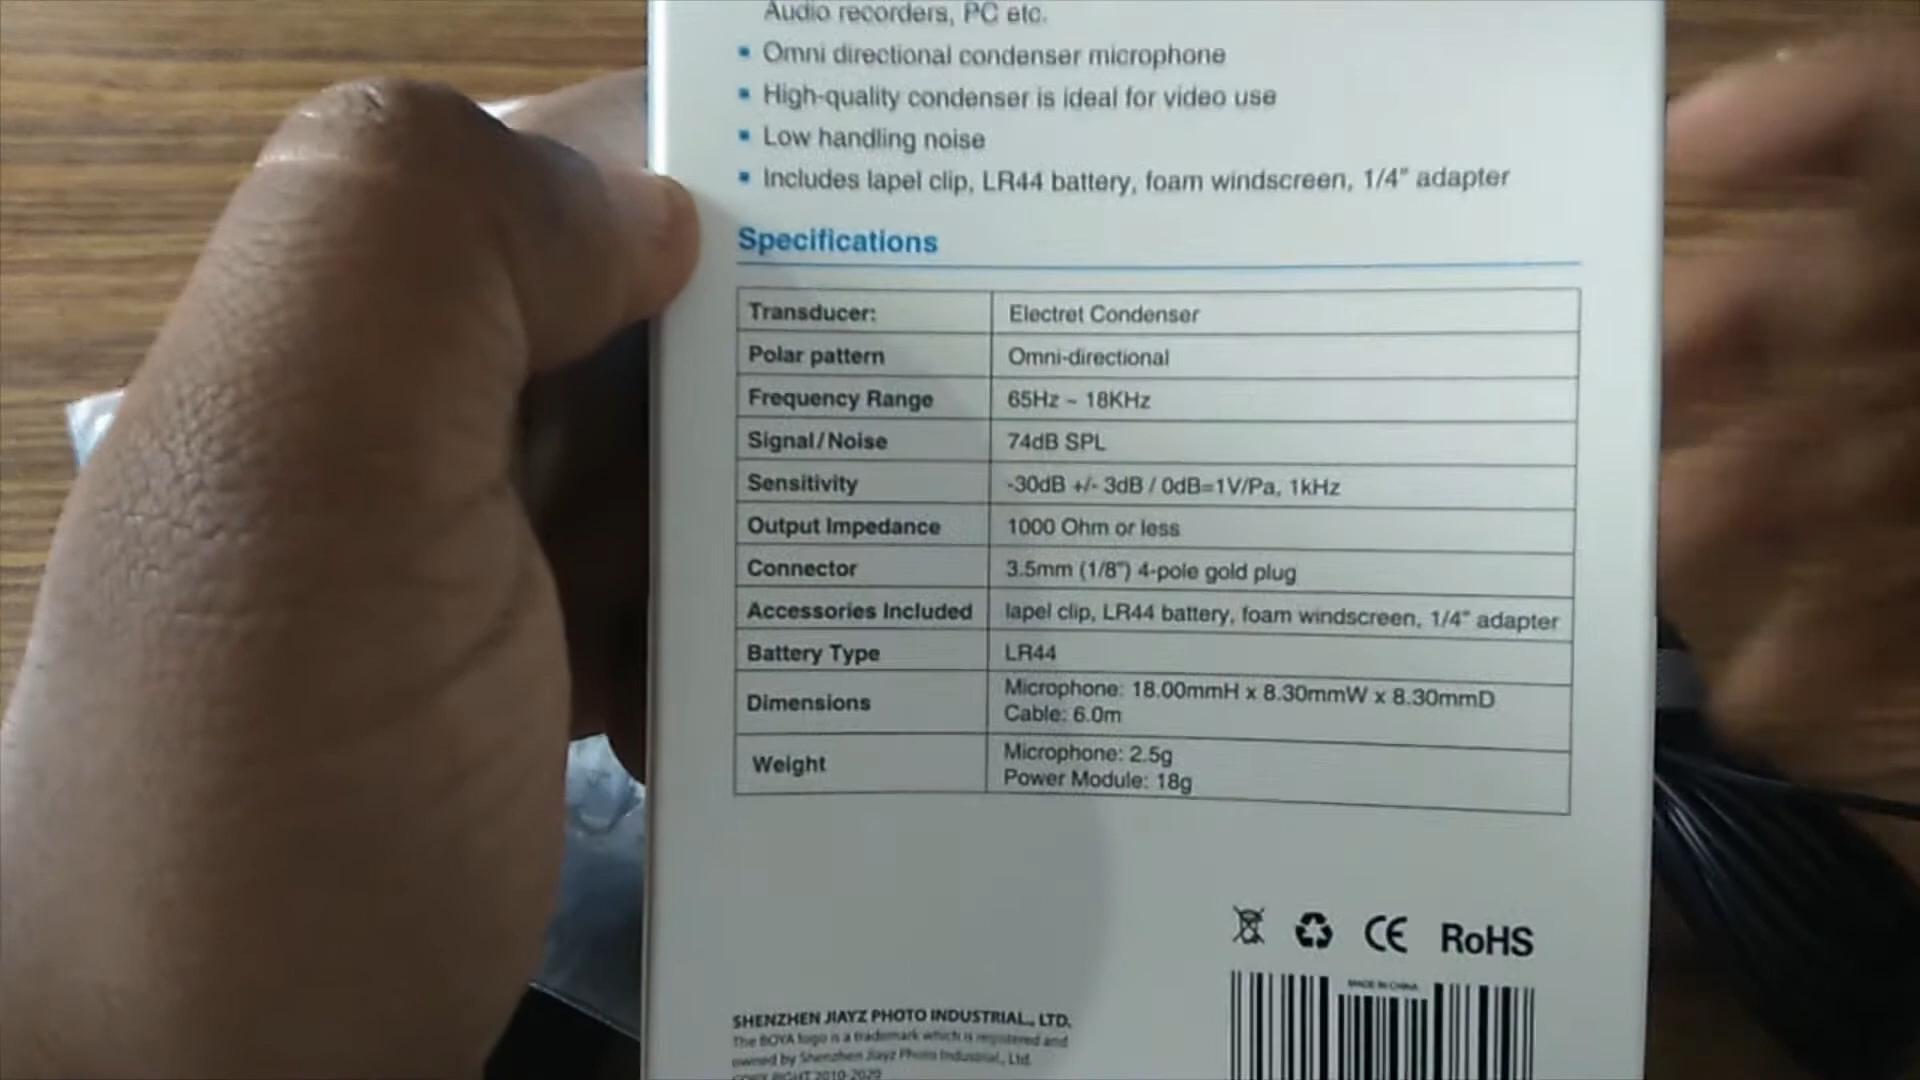 Audio recorders, PC etc.
▪ Omni directional condenser microphone
▪ High-quality condenser is ideal for video use
▪ Low handling noise
▪ Includes lapel clip, LR44 battery, foam windscreen, 1/4" adapter
Specifications
Transducer: Electret Condenser
Polar pattern Omni-directional
Frequency Range 65Hz ~ 18KHz
Signal/Noise 74dB SPL
Sensitivity -30dB +/- 3dB / 0dB=1V/Pa, 1kHz
Output Impedance 1000 Ohm or less
Connector 3.5mm (1/8") 4-pole gold plug
Accessories Included lapel clip, LR44 battery, foam windscreen, 1/4" adapter
Battery Type LR44
Dimensions Microphone: 18.00mmH x 8.30mmW x 8.30mmD
Cable: 6.0m
Weight Microphone: 2.5g
Power Module: 18g
CE RoHS
MADE IN CHINA
SHENZHEN JIAYZ PHOTO INDUSTRIAL., LTD.
The BOYA logo is a trademark which is registered and
owned by Shenzhen Jiayz Photo Industrial., Ltd.
COPY RIGHT 2010-2020